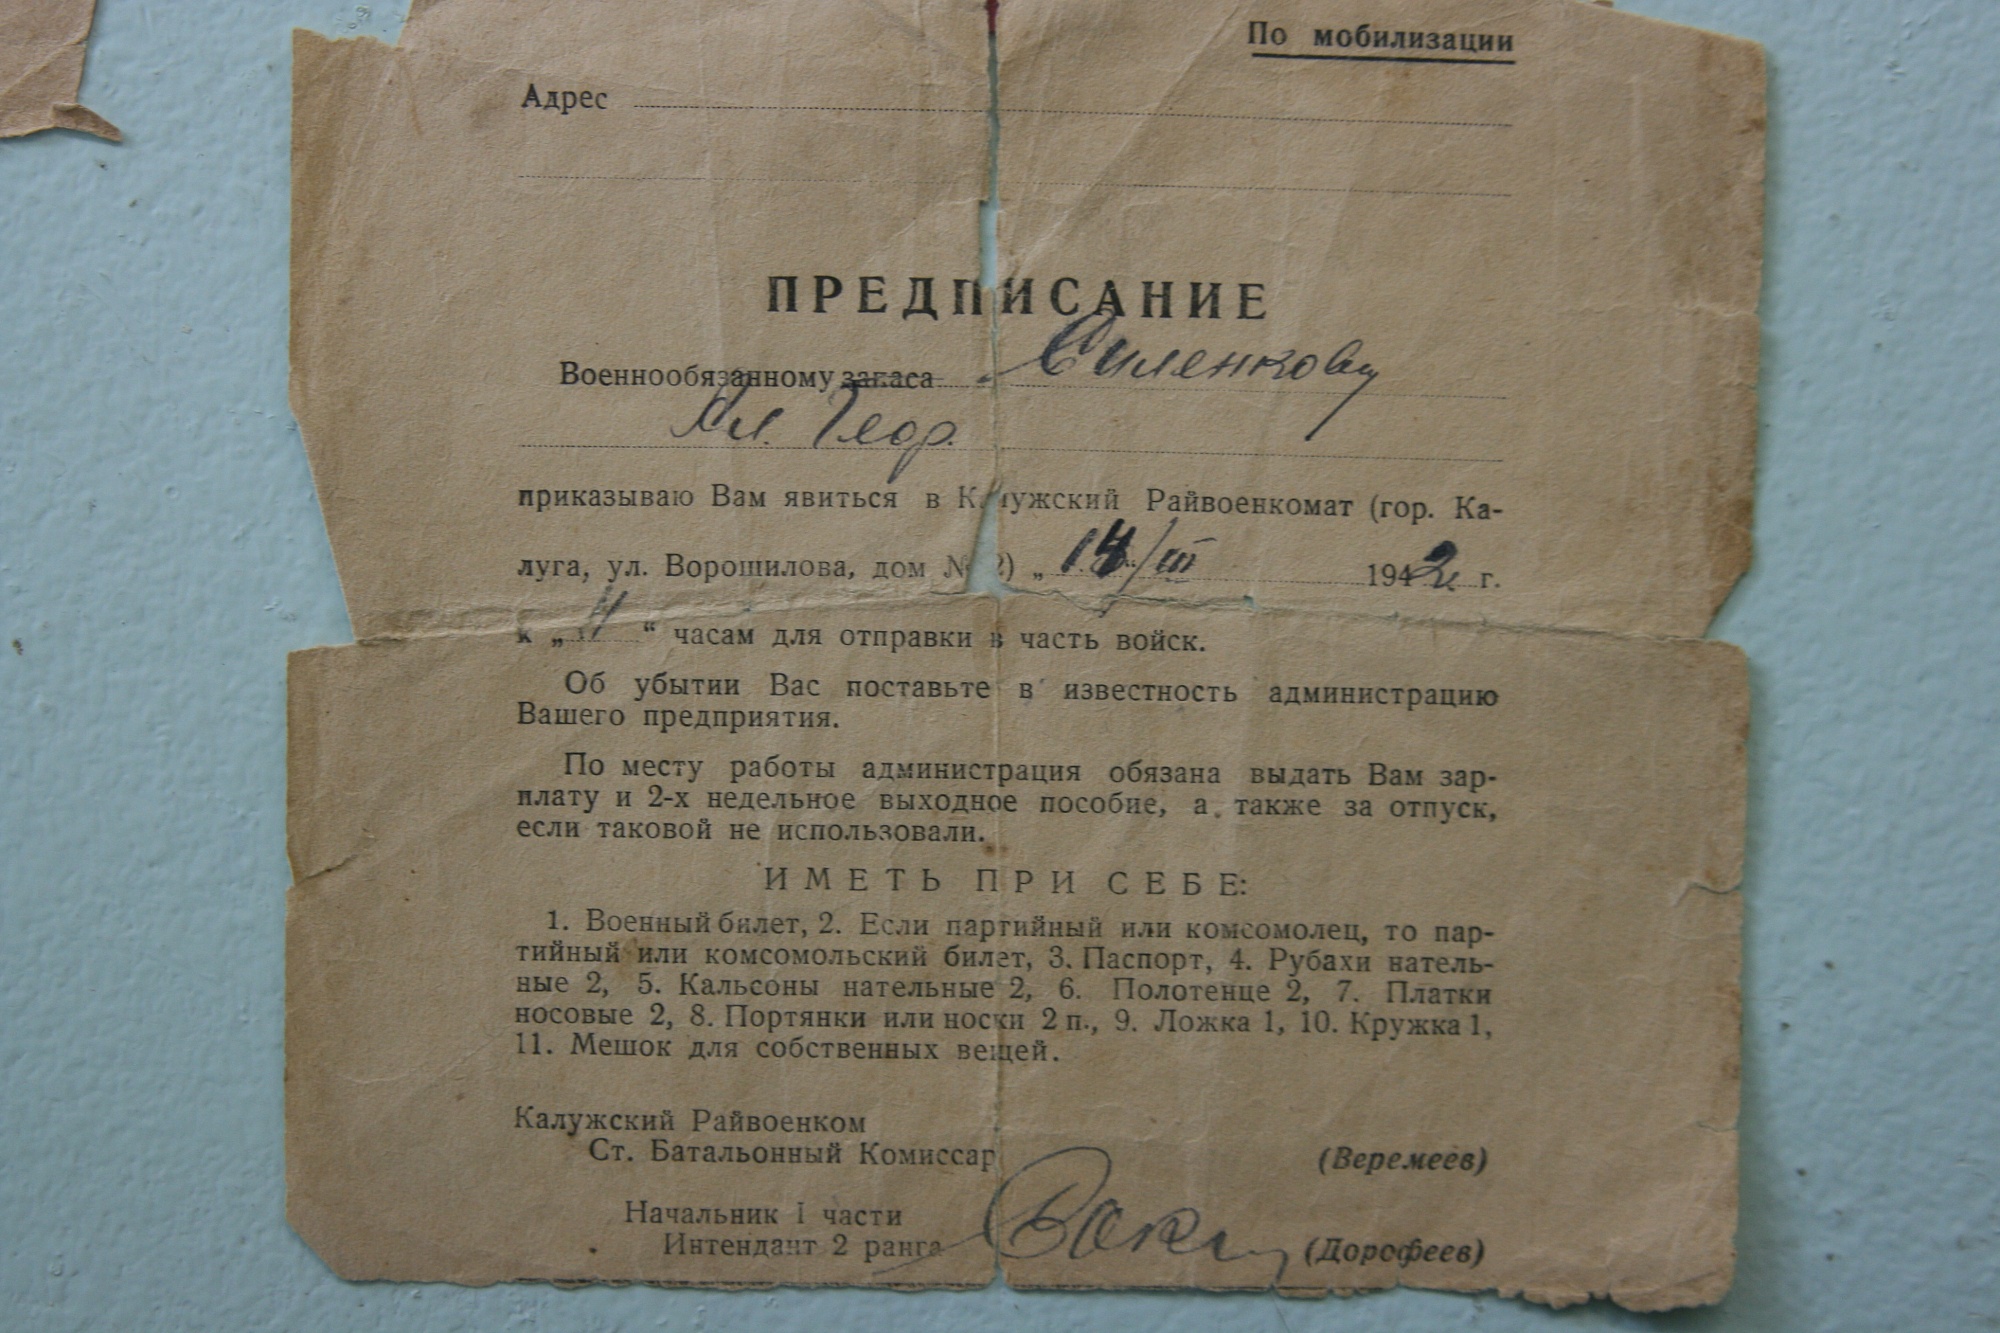 По мобилизации
Адрес
ПРЕДПИСАНИЕ
Военнообязанному запаса Силенкову
Ал. Геор.
приказываю Вам явиться в Калужский Райвоенкомат (гор. Ка-
луга, ул. Ворошилова, дом № 2) „14/III 1942 г.
к „11“ часам для отправки в часть войск.
Об убытии Вас поставьте в известность администрацию
Вашего предприятия.
По месту работы администрация обязана выдать Вам зар-
плату и 2-х недельное выходное пособие, а также за отпуск,
если таковой не использовали.
ИМЕТЬ ПРИ СЕБЕ:
1. Военный билет, 2. Если партийный или комсомолец, то пар-
тийный или комсомольский билет, 3. Паспорт, 4. Рубахи натель-
ные 2, 5. Кальсоны нательные 2, 6. Полотенце 2, 7. Платки
носовые 2, 8. Портянки или носки 2 п., 9. Ложка 1, 10. Кружка 1,
11. Мешок для собственных вещей.
Калужский Райвоенком
Ст. Батальонный Комиссар (Веремеев)
Начальник I части
Интендант 2 ранга (Дорофеев)